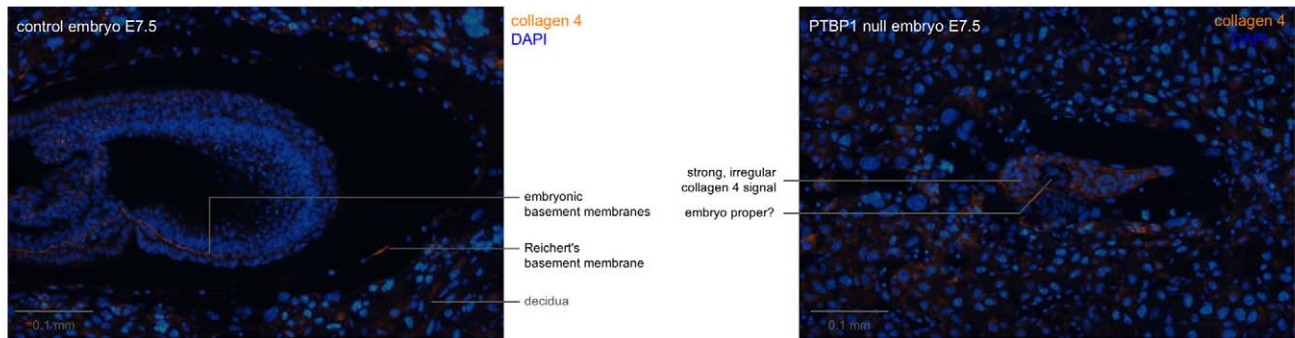 control embryo E7.5
collagen 4
DAPI
embryonic
basement membranes
Reichert's
basement membrane
decidua
0.1 mm
PTBP1 null embryo E7.5
collagen 4
DAPI
strong, irregular
collagen 4 signal
embryo proper?
0.1 mm